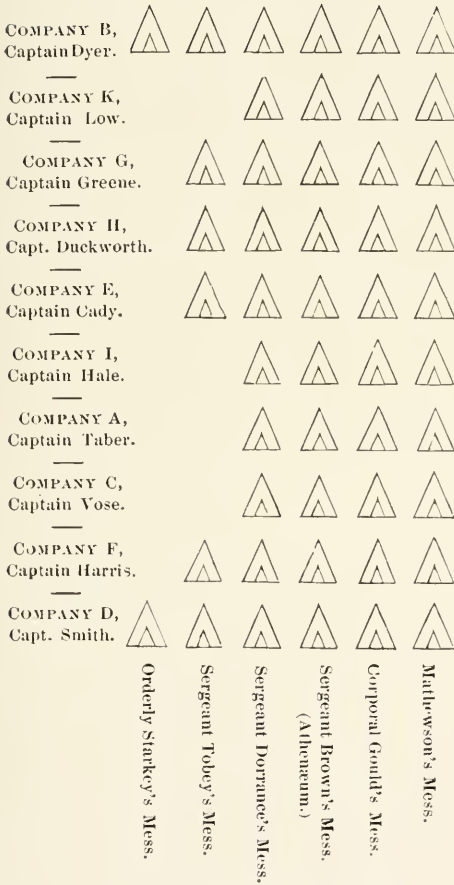 COMPANY B,
Captain Dyer.
COMPANY K,
Captain Low.
COMPANY G,
Captain Greene.
COMPANY H,
Capt. Duckworth.
COMPANY E,
Captain Cady.
COMPANY I,
Captain Hale.
COMPANY A,
Captain Taber.
COMPANY C,
Captain Vose.
COMPANY F,
Captain Harris.
COMPANY D,
Capt. Smith.
Orderly Starkey's Mess.
Sergeant Tobey's Mess.
Sergeant Dorrance's Mess.
Sergeant Brown's Mess.
(Athenæum.)
Corporal Gould's Mess.
Mathewson's Mess.